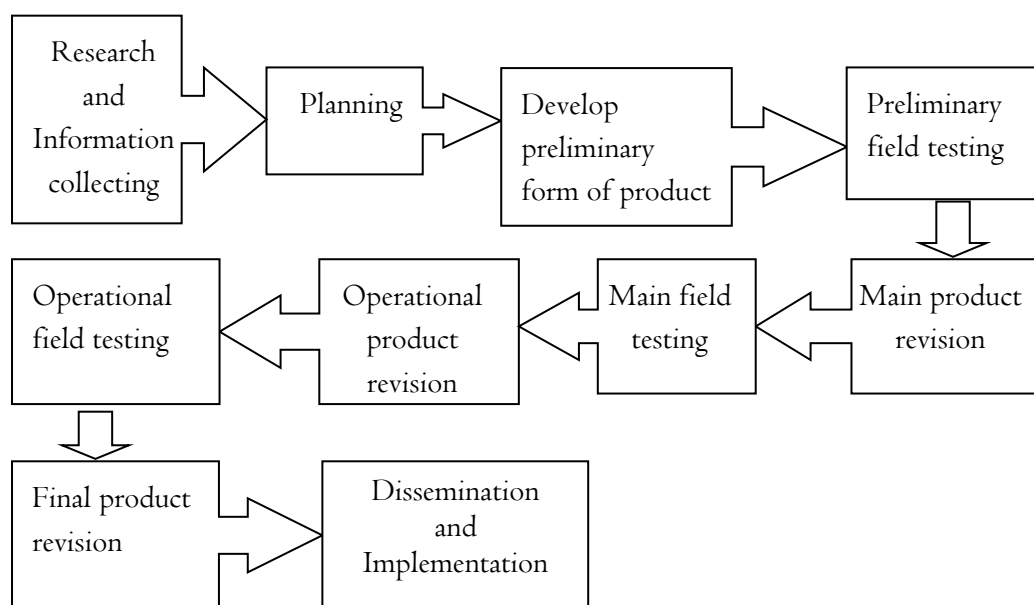 Research
and
Information
collecting
Planning
Develop
preliminary
form of product
Preliminary
field testing
Main product
revision
Main field
testing
Operational
product
revision
Operational
field testing
Final product
revision
Dissemination
and
Implementation